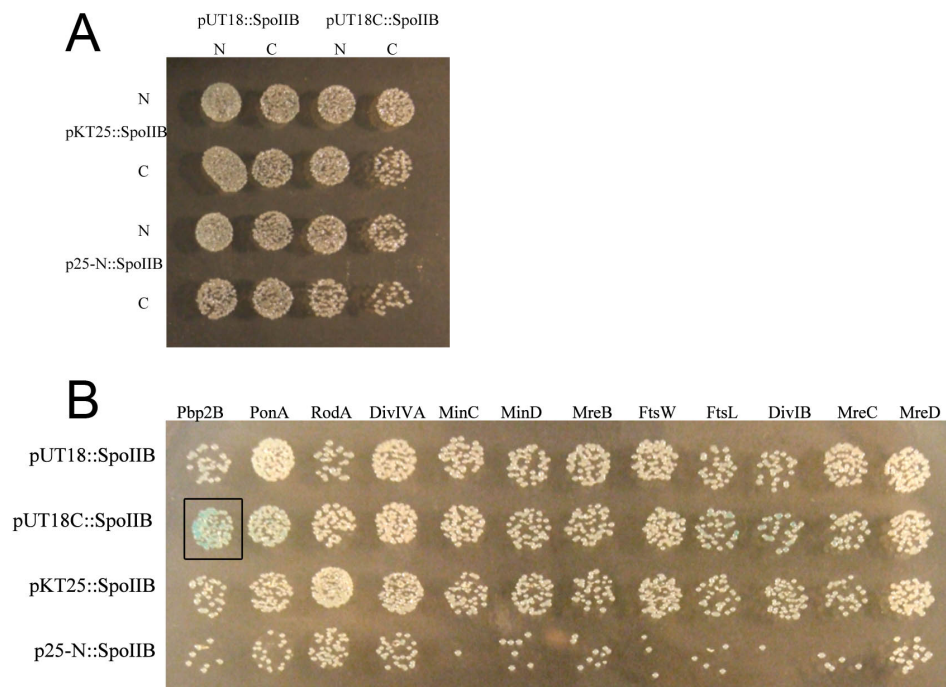 A
pUT18::SpoIIB pUT18C::SpoIIB
N C N C
N
pKT25::SpoIIB
C
N
p25-N::SpoIIB
C
B
Pbp2B PonA RodA DivIVA MinC MinD MreB FtsW FtsL DivIB MreC MreD
pUT18::SpoIIB
pUT18C::SpoIIB
pKT25::SpoIIB
p25-N::SpoIIB